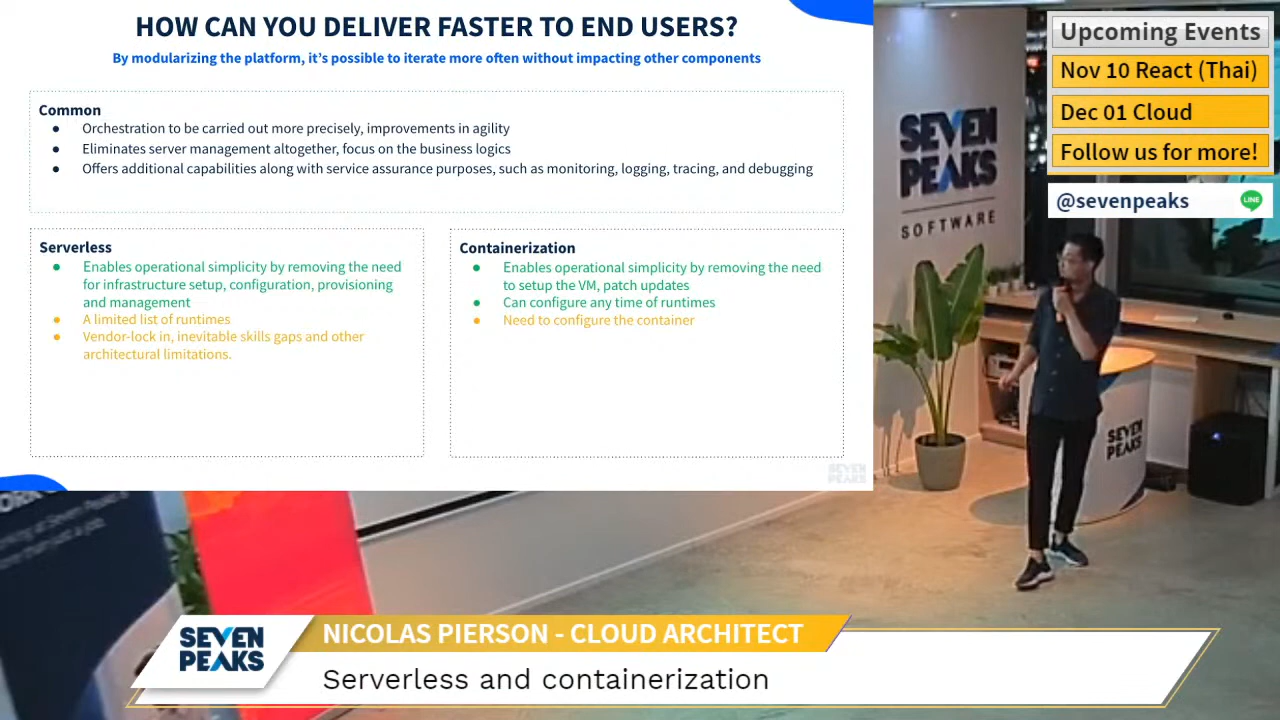 HOW CAN YOU DELIVER FASTER TO END USERS?
By modularizing the platform, it's possible to iterate more often without impacting other components
Common
● Orchestration to be carried out more precisely, improvements in agility
● Eliminates server management altogether, focus on the business logics
● Offers additional capabilities along with service assurance purposes, such as monitoring, logging, tracing, and debugging
Serverless
● Enables operational simplicity by removing the need
for infrastructure setup, configuration, provisioning
and management
● A limited list of runtimes
● Vendor-lock in, inevitable skills gaps and other
architectural limitations.
Containerization
● Enables operational simplicity by removing the need
to setup the VM, patch updates
● Can configure any time of runtimes
● Need to configure the container
SEVEN
PEAKS
Upcoming Events
Nov 10 React (Thai)
Dec 01 Cloud
Follow us for more!
@sevenpeaks
LINE
SEVEN
PEAKS
SOFTWARE
SEVEN
PEAKS
SEVEN
PEAKS
NICOLAS PIERSON - CLOUD ARCHITECT
Serverless and containerization